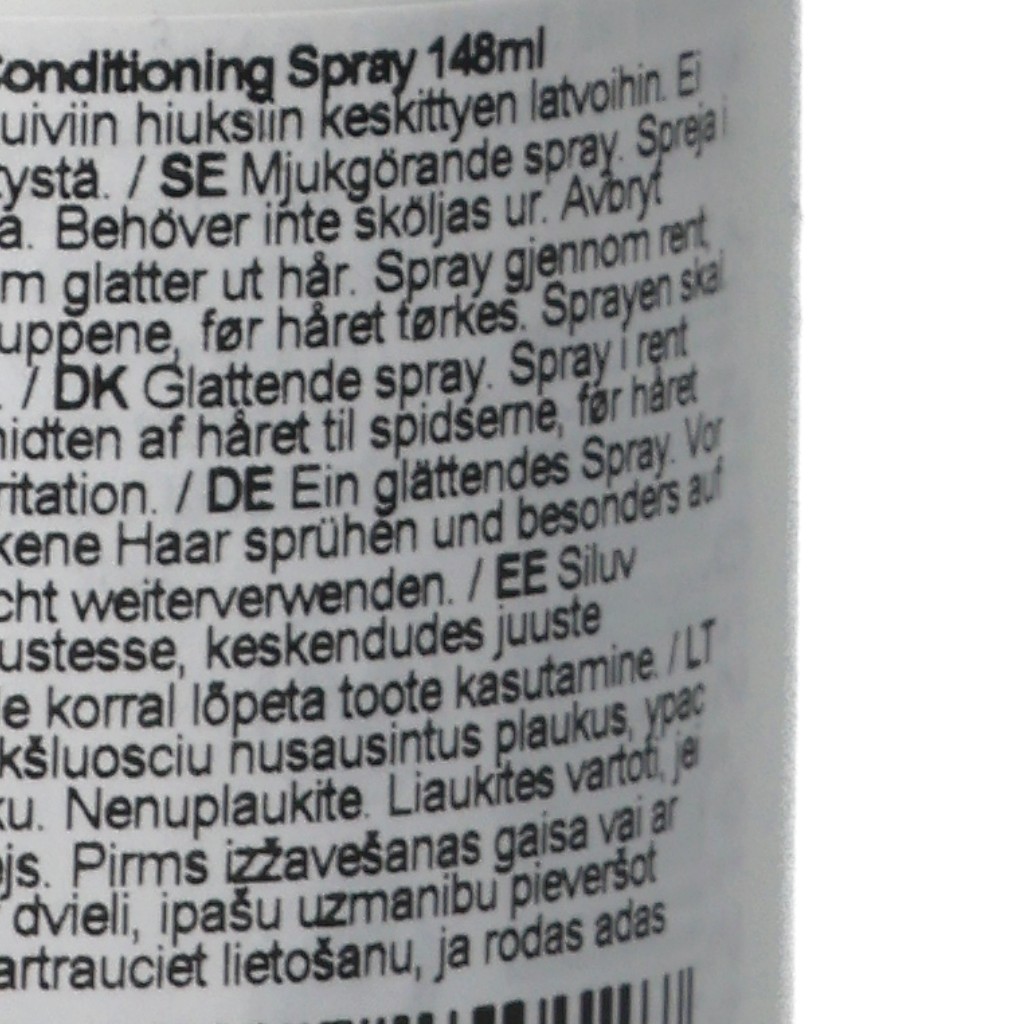 Conditioning Spray 148ml
uiviin hiuksiin keskittyen latvoihin. Ei
tystä. / SE Mjukgörande spray. Spreja i
a. Behöver inte sköljas ur. Avbryt
m glatter ut hår. Spray gjennom rent
uppene, før håret tørkes. Sprayen skal
. / DK Glattende spray. Spray i rent
midten af håret til spidserne, før håret
ritation. / DE Ein glättendes Spray. Vor
kene Haar sprühen und besonders auf
cht weiterverwenden. / EE Siluv
ustesse, keskendudes juuste
e korral lõpeta toote kasutamine. / LT
kšluosciu nusausintus plaukus, ypac
ku. Nenuplaukite. Liaukites vartoti, jei
ejs. Pirms izžavešanas gaisa vai ar
dvieli, ipašu uzmanibu pieveršot
artrauciet lietošanu, ja rodas adas